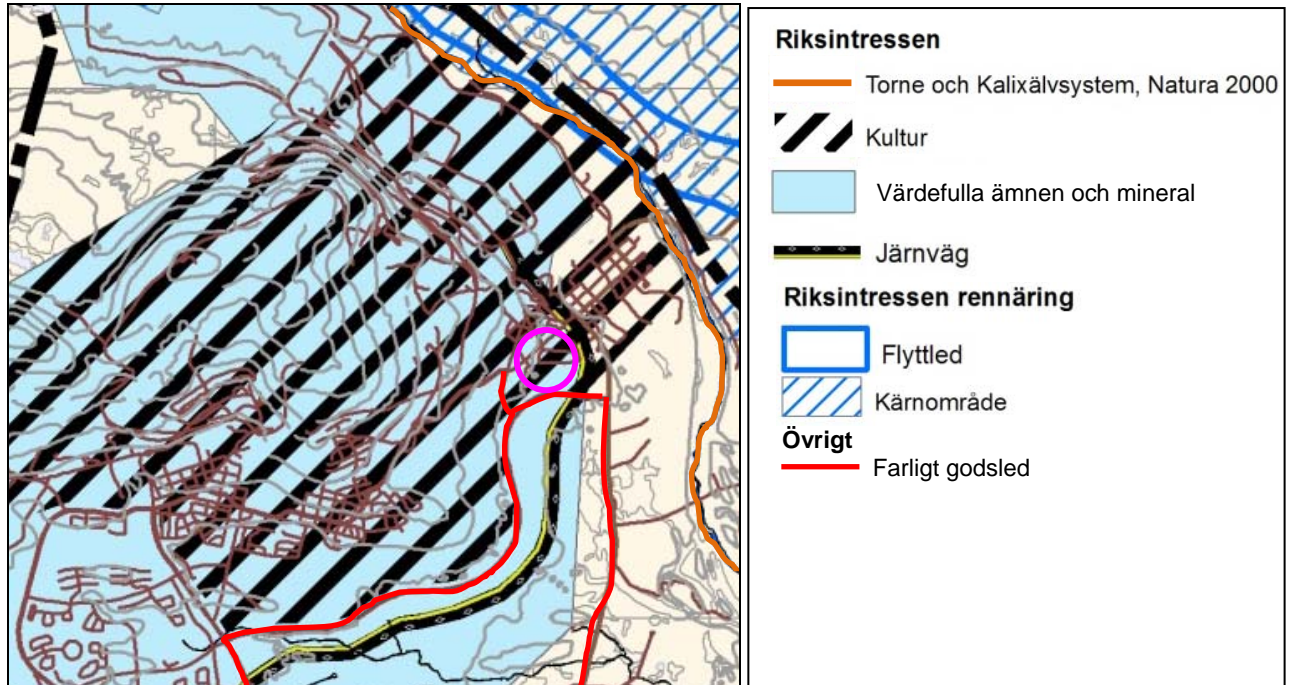 Riksintressen
Torne och Kalixälvsystem, Natura 2000
Kultur
Värdefulla ämnen och mineral
Järnväg
Riksintressen rennäring
Flyttled
Kärnområde
Övrigt
Farligt godsled